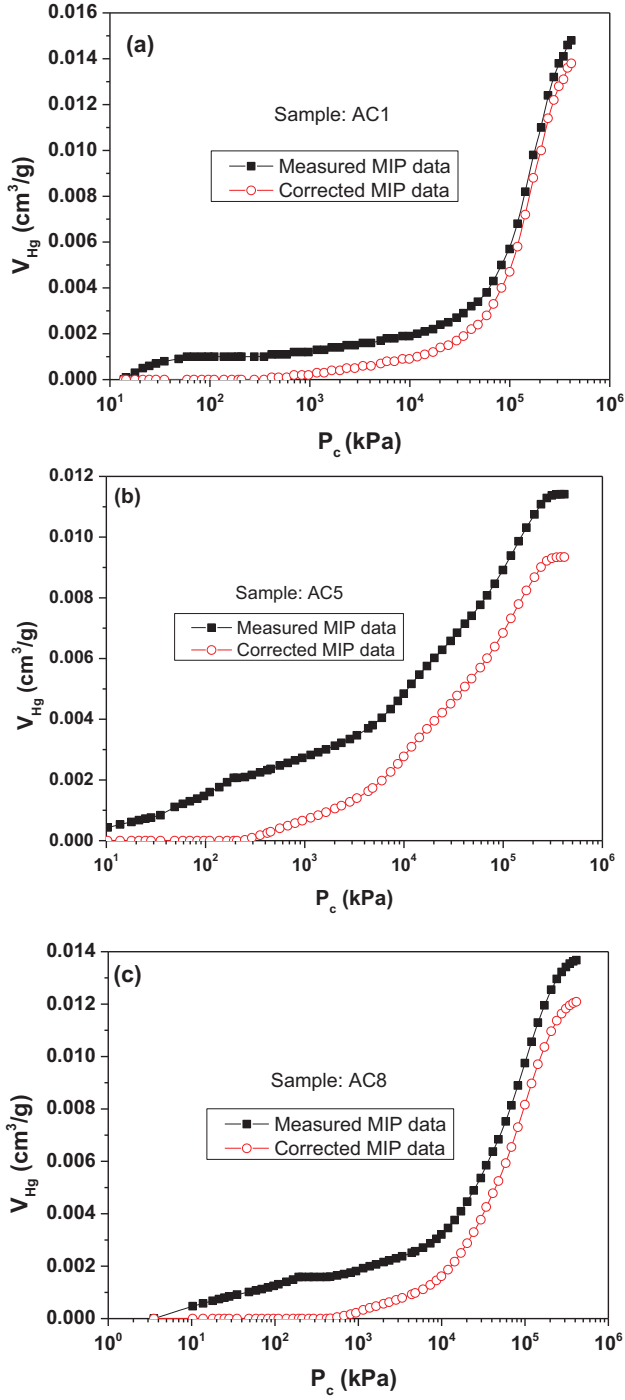 (a)
0.016
0.014
0.012
0.010
0.008
0.006
0.004
0.002
0.000
V_Hg (cm³/g)
Sample: AC1
Measured MIP data
Corrected MIP data
10¹ 10² 10³ 10⁴ 10⁵ 10⁶
P_c (kPa)
(b)
0.012
0.010
0.008
0.006
0.004
0.002
0.000
V_Hg (cm³/g)
Sample: AC5
Measured MIP data
Corrected MIP data
10¹ 10² 10³ 10⁴ 10⁵ 10⁶
P_c (kPa)
(c)
0.014
0.012
0.010
0.008
0.006
0.004
0.002
0.000
V_Hg (cm³/g)
Sample: AC8
Measured MIP data
Corrected MIP data
10⁰ 10¹ 10² 10³ 10⁴ 10⁵ 10⁶
P_c (kPa)